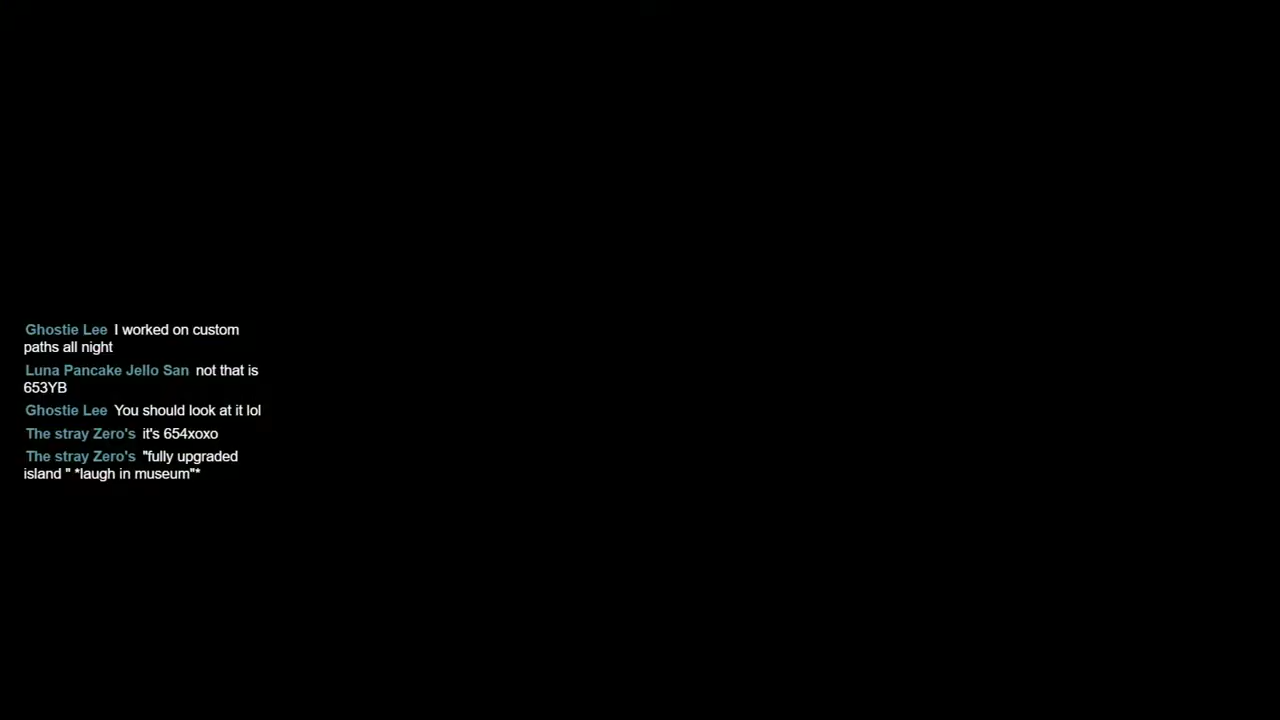 Ghostie Lee I worked on custom
paths all night
Luna Pancake Jello San not that is
653YB
Ghostie Lee You should look at it lol
The stray Zero's it's 654xoxo
The stray Zero's "fully upgraded
island " *laugh in museum"*